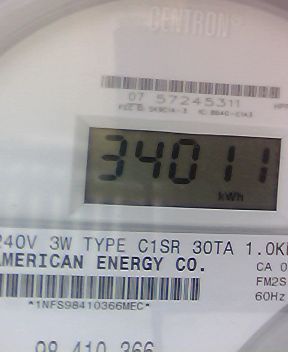 CENTRON®
07 57245311
34011
kWh
240V 3W TYPE C1SR 30TA 1.0K
AMERICAN ENERGY CO.
CA 0
FM2S
*1NFS98410366MEC*
60Hz
98 410 366